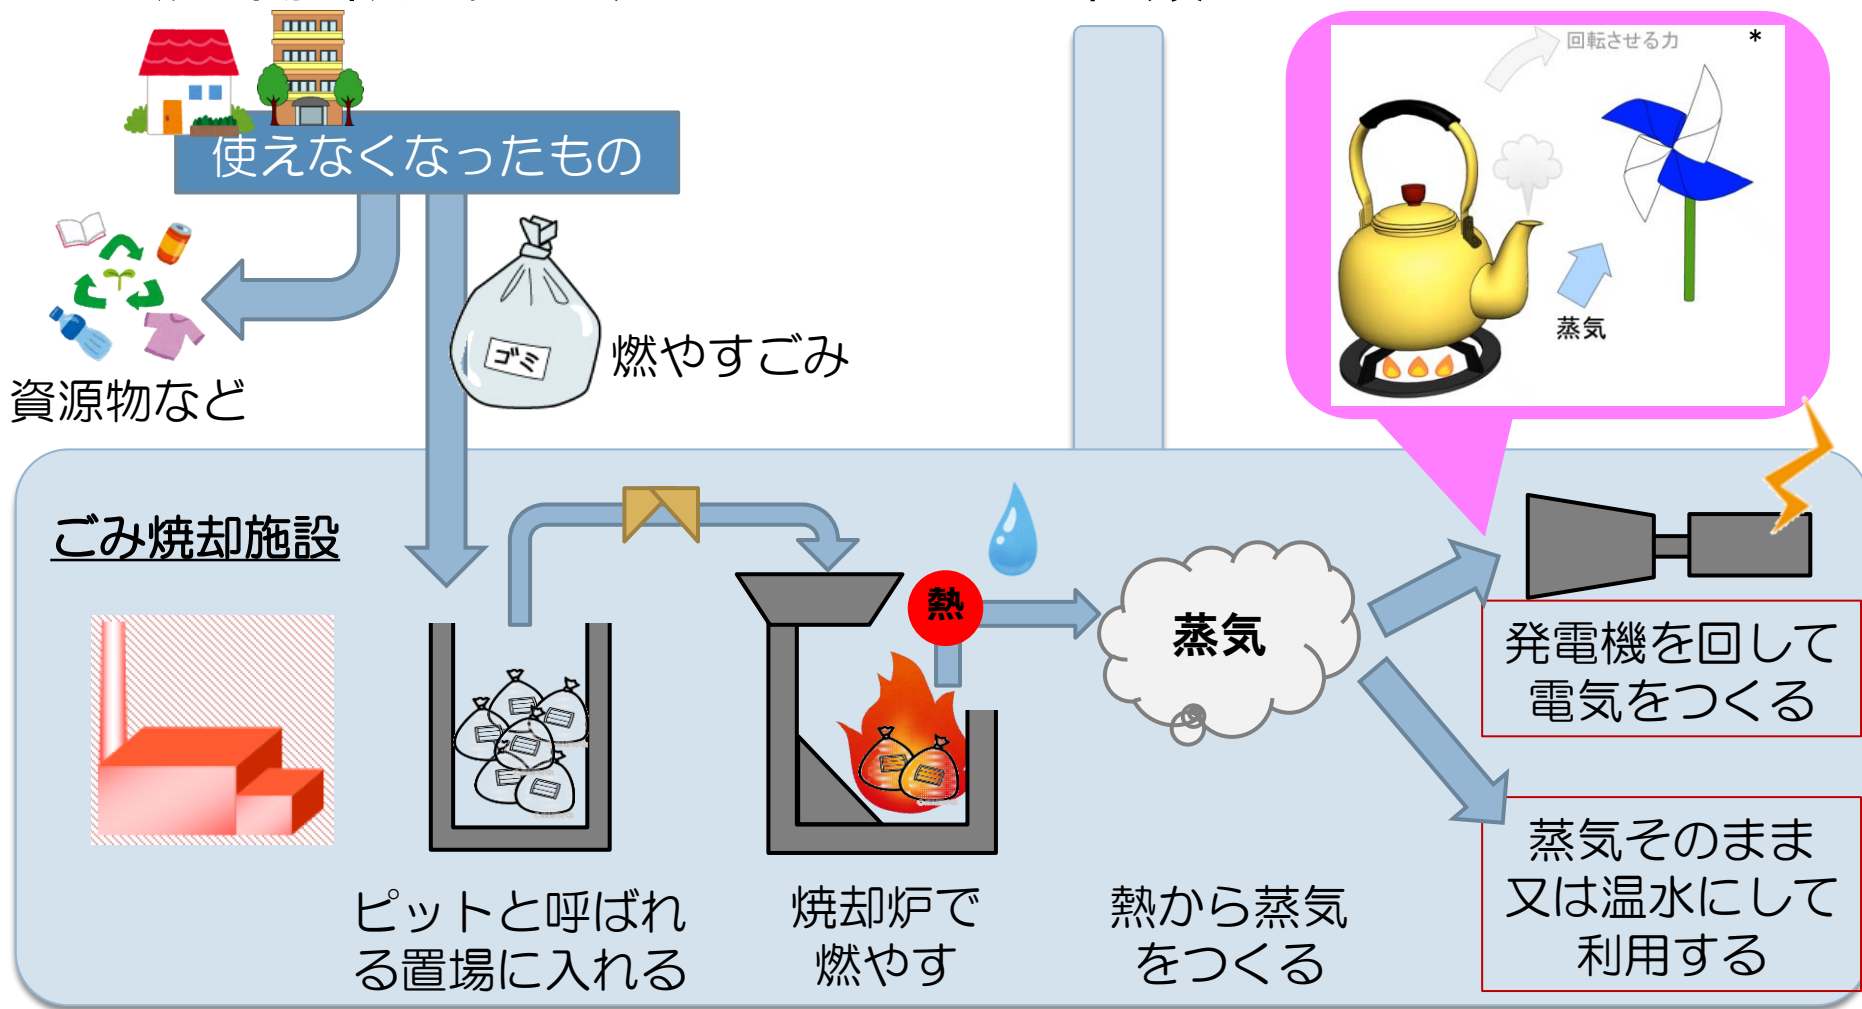 使えなくなったもの
回転させる力
*
蒸気
ゴミ
燃やすごみ
資源物など
ごみ焼却施設
熱
蒸気
発電機を回して
電気をつくる
ピットと呼ばれ
る置場に入れる
焼却炉で
燃やす
熱から蒸気
をつくる
蒸気そのまま
又は温水にして
利用する